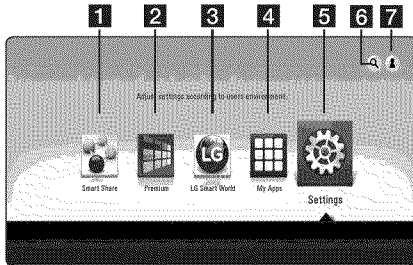 1 2 3 4 5 6 7
Adjust settings according to users environment.
LG
Smart Share Premium LG Smart World My Apps Settings